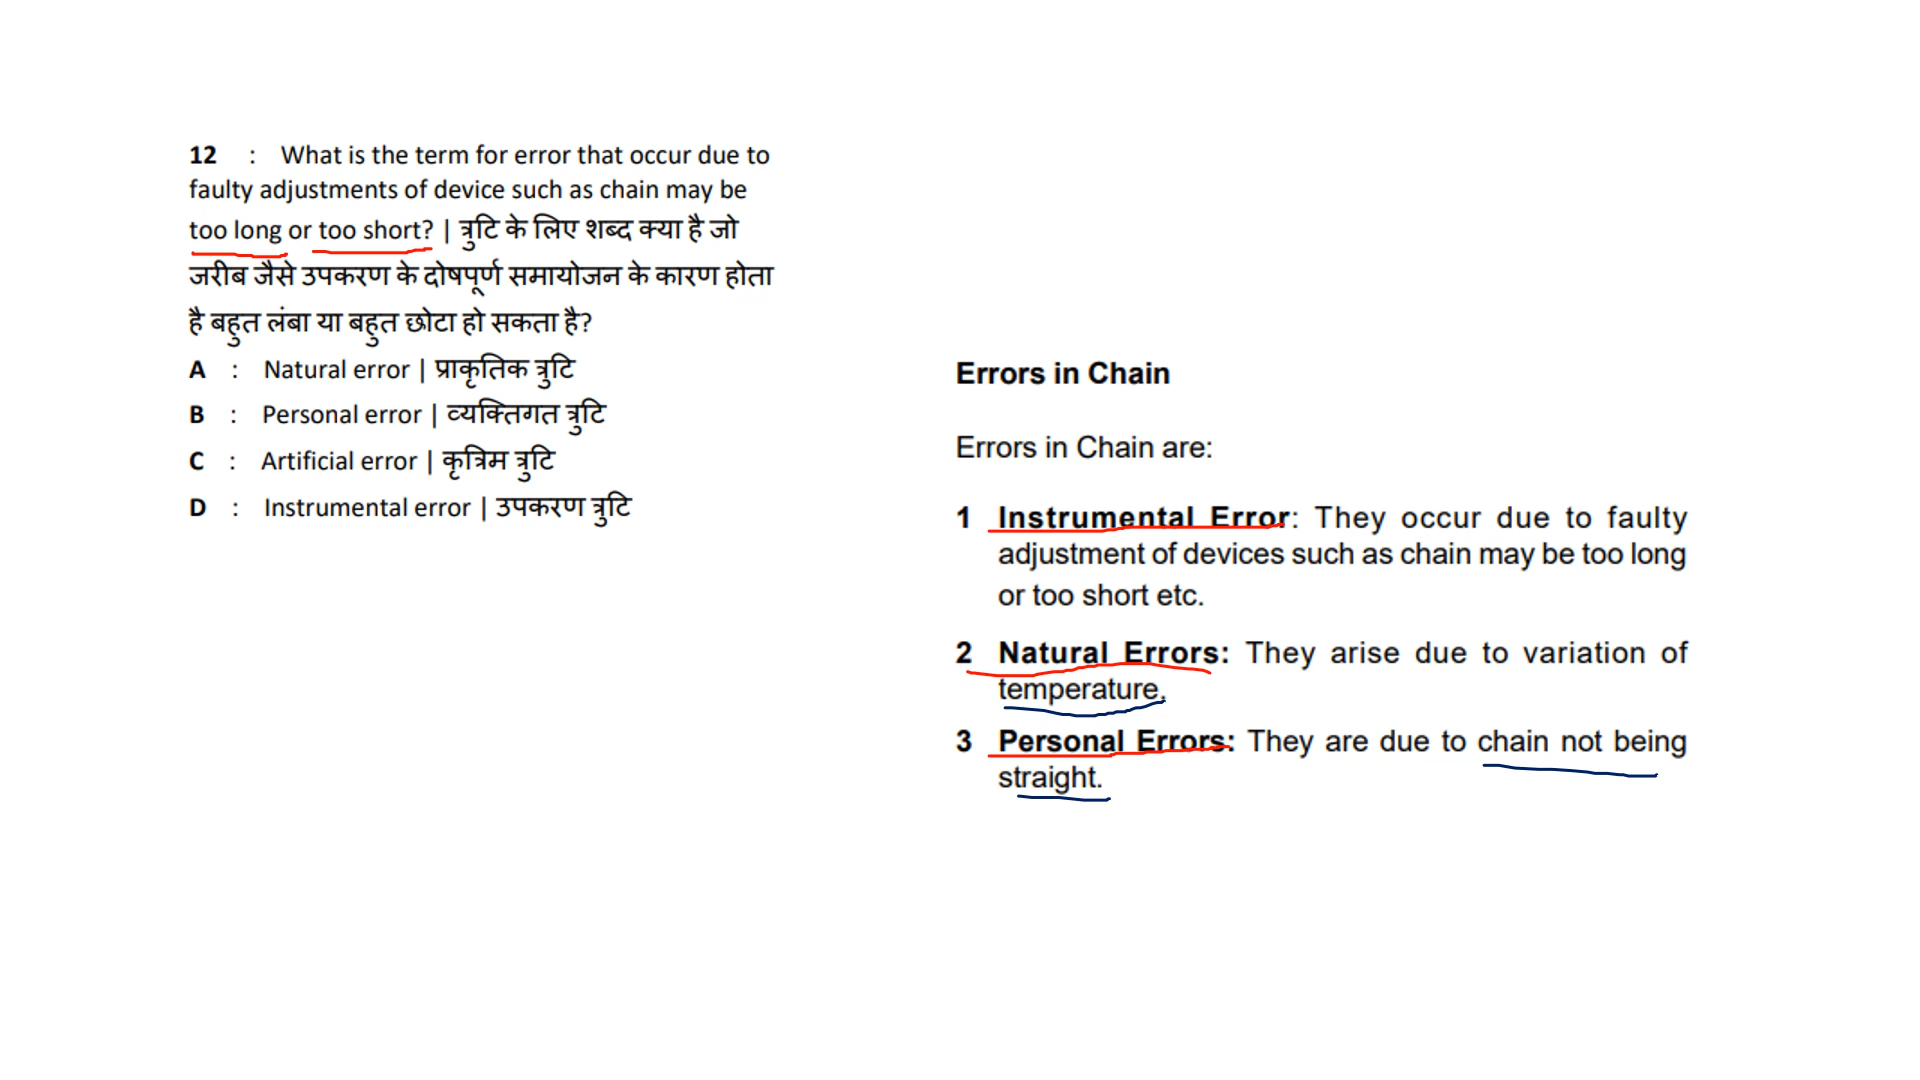 12 : What is the term for error that occur due to
faulty adjustments of device such as chain may be
too long or too short? | त्रुटि के लिए शब्द क्या है जो
जरीब जैसे उपकरण के दोषपूर्ण समायोजन के कारण होता
है बहुत लंबा या बहुत छोटा हो सकता है?
A : Natural error | प्राकृतिक त्रुटि
B : Personal error | व्यक्तिगत त्रुटि
C : Artificial error | कृत्रिम त्रुटि
D : Instrumental error | उपकरण त्रुटि
Errors in Chain
Errors in Chain are:
1 Instrumental Error: They occur due to faulty
adjustment of devices such as chain may be too long
or too short etc.
2 Natural Errors: They arise due to variation of
temperature.
3 Personal Errors: They are due to chain not being
straight.